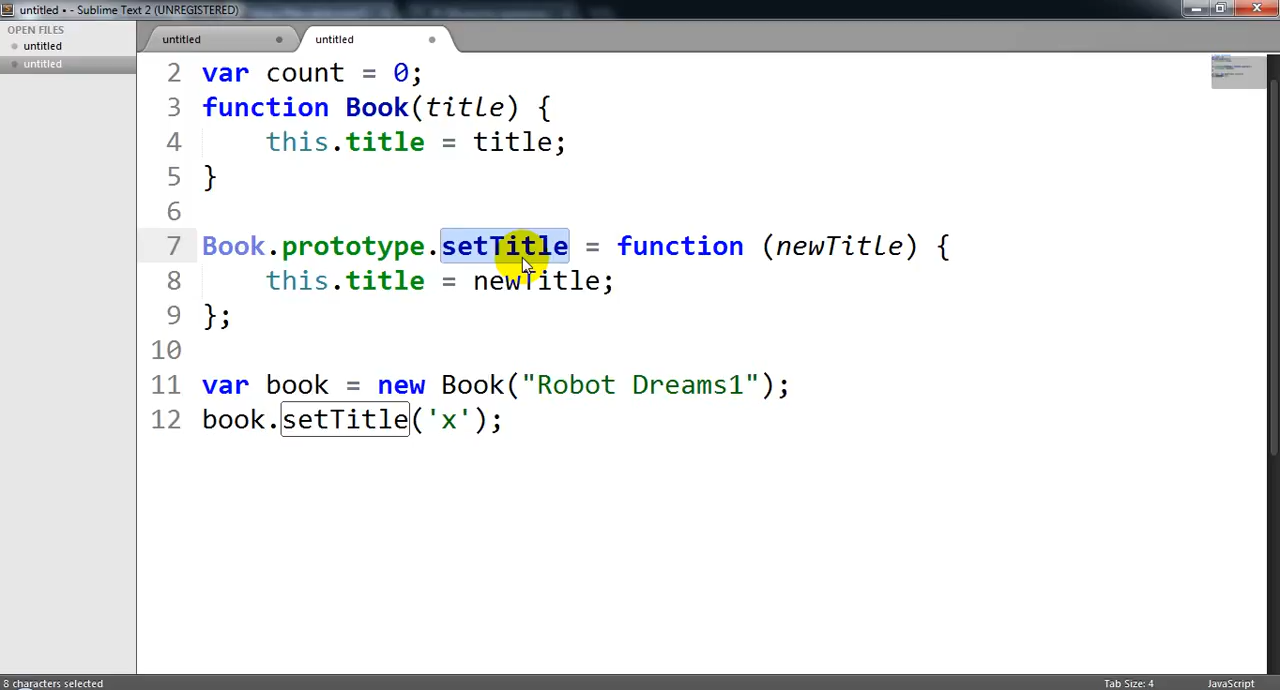 untitled • - Sublime Text 2 (UNREGISTERED)
OPEN FILES
untitled
untitled
untitled
untitled
2 var count = 0;
3 function Book(title) {
4     this.title = title;
5 }
6
7 Book.prototype.setTitle = function (newTitle) {
8     this.title = newTitle;
9 };
10
11 var book = new Book("Robot Dreams1");
12 book.setTitle('x');
8 characters selected
Tab Size: 4
JavaScript